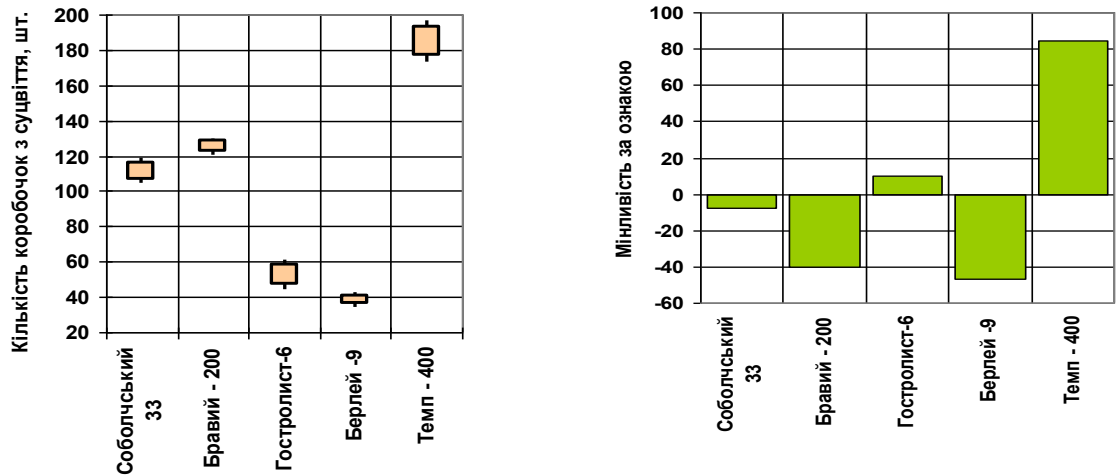 Кількість коробочок з суцвіття, шт.
200
180
160
140
120
100
80
60
40
20
Соболчський
33
Бравий - 200
Гостролист-6
Берлей -9
Темп - 400
Мінливість за ознакою
100
80
60
40
20
0
-20
-40
-60
Соболчський
33
Бравий - 200
Гостролист-6
Берлей -9
Темп - 400